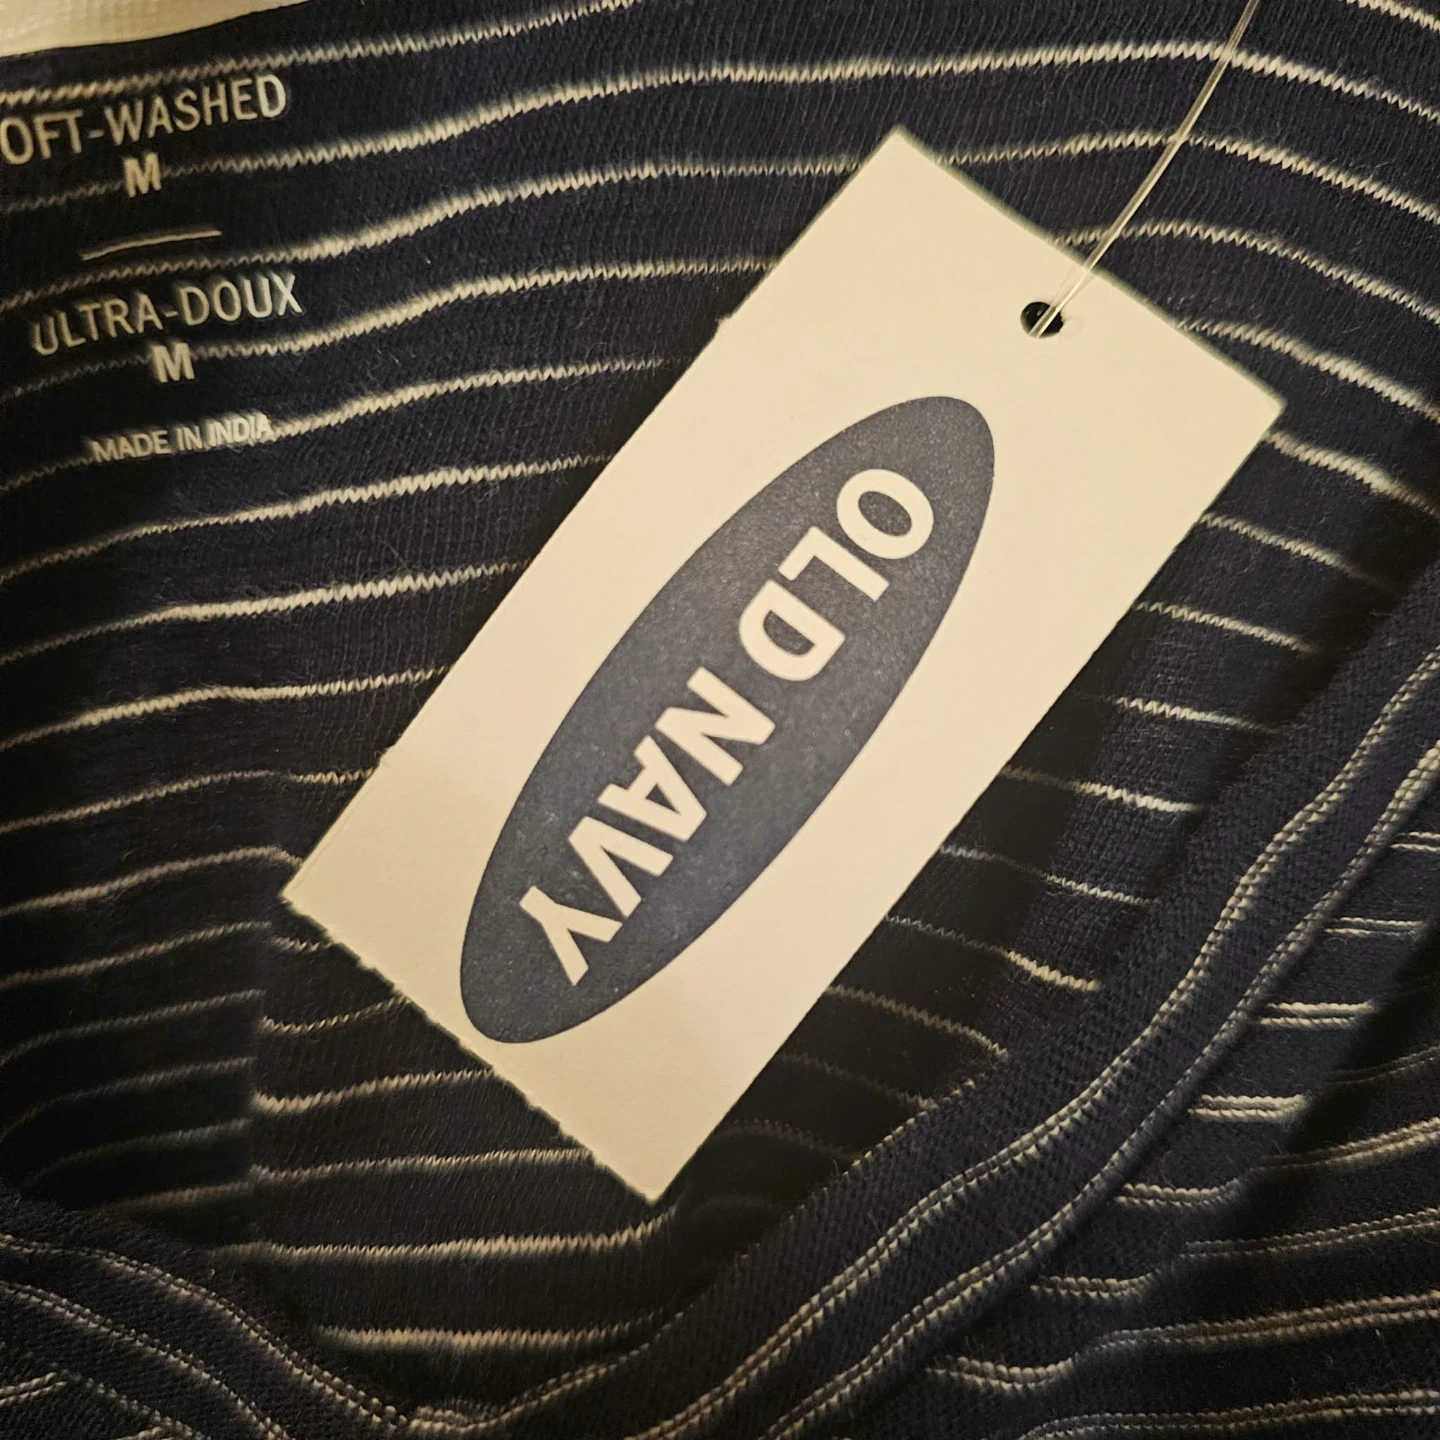 OFT-WASHED
M
ULTRA-DOUX
M
MADE IN INDIA
OLD NAVY